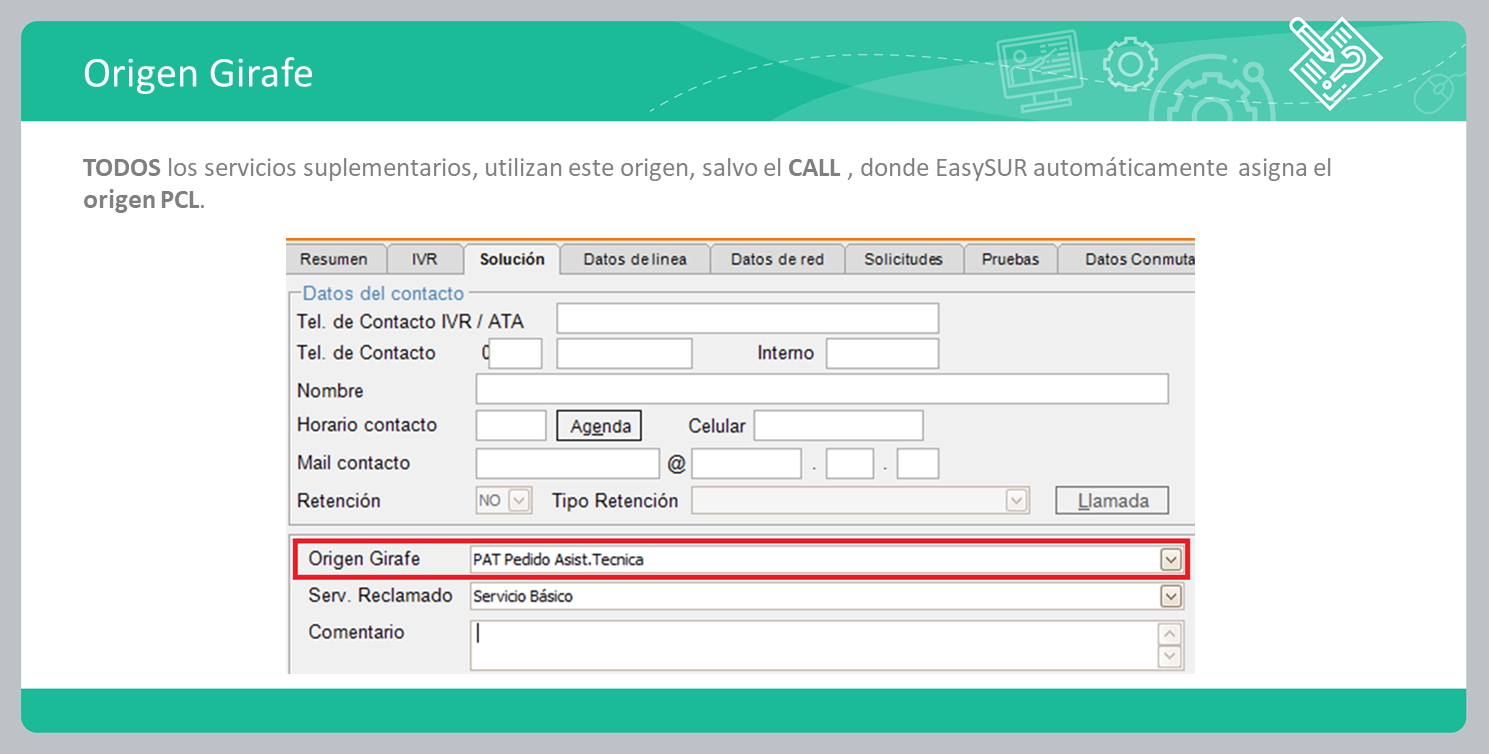 Origen Girafe
TODOS los servicios suplementarios, utilizan este origen, salvo el CALL , donde EasySUR automáticamente asigna el
origen PCL.
Resumen IVR Solución Datos de linea Datos de red Solicitudes Pruebas Datos Conmuta
Datos del contacto
Tel. de Contacto IVR / ATA
Tel. de Contacto 0 Interno
Nombre
Horario contacto Agenda Celular
Mail contacto @ . .
Retención NO Tipo Retención Llamada
Origen Girafe PAT Pedido Asist.Tecnica
Serv. Reclamado Servicio Básico
Comentario